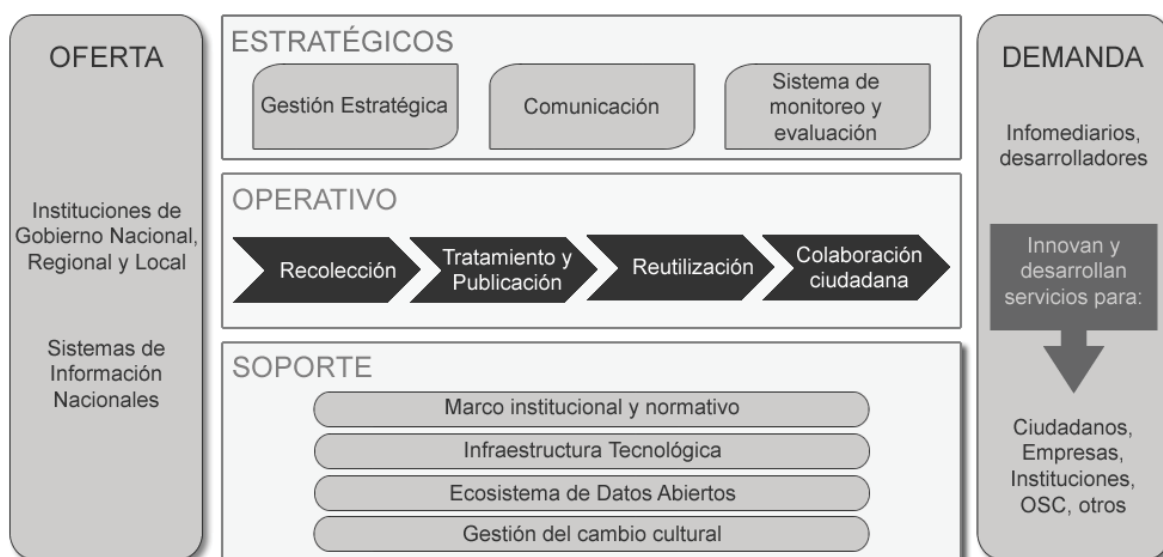 OFERTA
Instituciones de
Gobierno Nacional,
Regional y Local
Sistemas de
Información
Nacionales
ESTRATÉGICOS
Gestión Estratégica
Comunicación
Sistema de
monitoreo y
evaluación
OPERATIVO
Recolección
Tratamiento y
Publicación
Reutilización
Colaboración
ciudadana
SOPORTE
Marco institucional y normativo
Infraestructura Tecnológica
Ecosistema de Datos Abiertos
Gestión del cambio cultural
DEMANDA
Infomediarios,
desarrolladores
Innovan y
desarrollan
servicios para:
Ciudadanos,
Empresas,
Instituciones,
OSC, otros